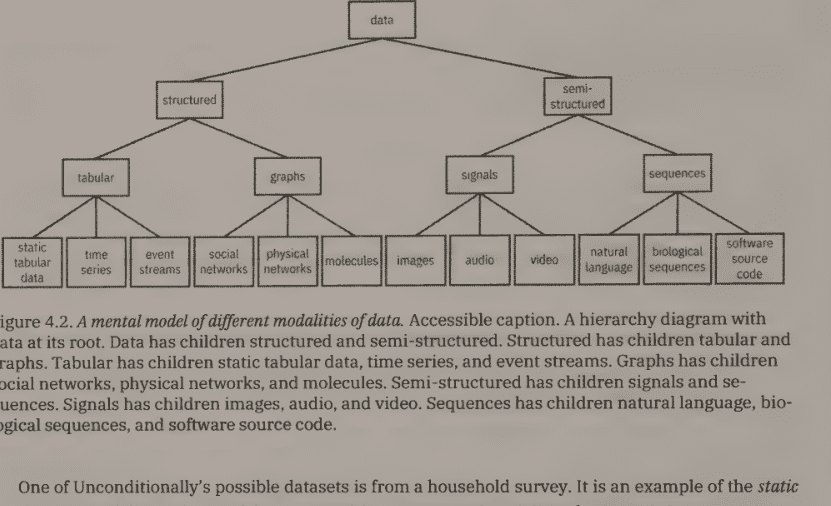 data
structured
semi-
structured
tabular
graphs
signals
sequences
static
tabular
data
time
series
event
streams
social
networks
physical
networks
molecules
images
audio
video
natural
language
biological
sequences
software
source
code
igure 4.2. A mental model of different modalities of data. Accessible caption. A hierarchy diagram with
ata at its root. Data has children structured and semi-structured. Structured has children tabular and
raphs. Tabular has children static tabular data, time series, and event streams. Graphs has children
ocial networks, physical networks, and molecules. Semi-structured has children signals and se-
uences. Signals has children images, audio, and video. Sequences has children natural language, bio-
ogical sequences, and software source code.
One of Unconditionally's possible datasets is from a household survey. It is an example of the static